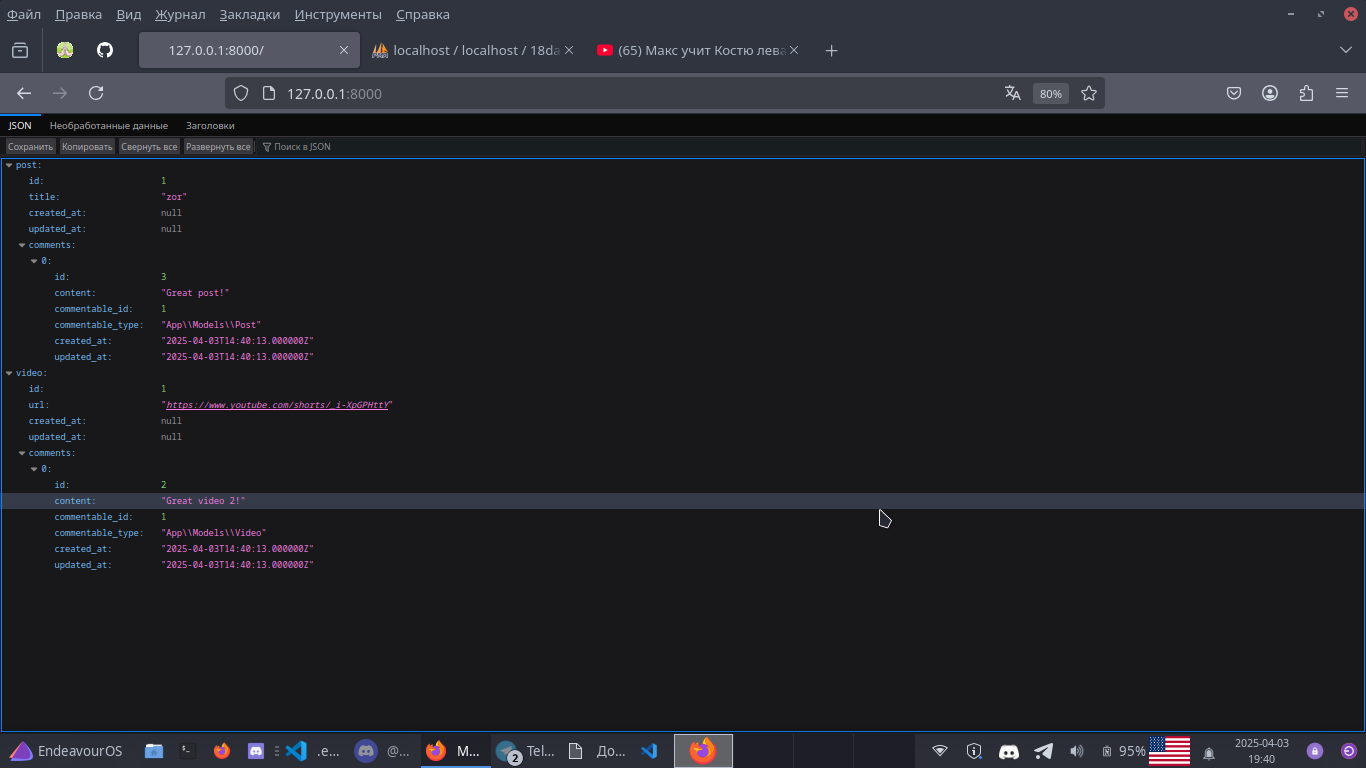 Файл Правка Вид Журнал Закладки Инструменты Справка
127.0.0.1:8000/ localhost / localhost / 18da (65) Макс учит Костю лева
127.0.0.1:8000 80%
JSON Необработанные данные Заголовки
Сохранить Копировать Свернуть все Развернуть все Поиск в JSON
post:
id: 1
title: "zor"
created_at: null
updated_at: null
comments:
0:
id: 3
content: "Great post!"
commentable_id: 1
commentable_type: "App\\Models\\Post"
created_at: "2025-04-03T14:40:13.000000Z"
updated_at: "2025-04-03T14:40:13.000000Z"
video:
id: 1
url: "https://www.youtube.com/shorts/_i-XpGPHttY"
created_at: null
updated_at: null
comments:
0:
id: 2
content: "Great video 2!"
commentable_id: 1
commentable_type: "App\\Models\\Video"
created_at: "2025-04-03T14:40:13.000000Z"
updated_at: "2025-04-03T14:40:13.000000Z"
EndeavourOS .e... @... M... 2 Tel... До... 95% 2025-04-03
19:40